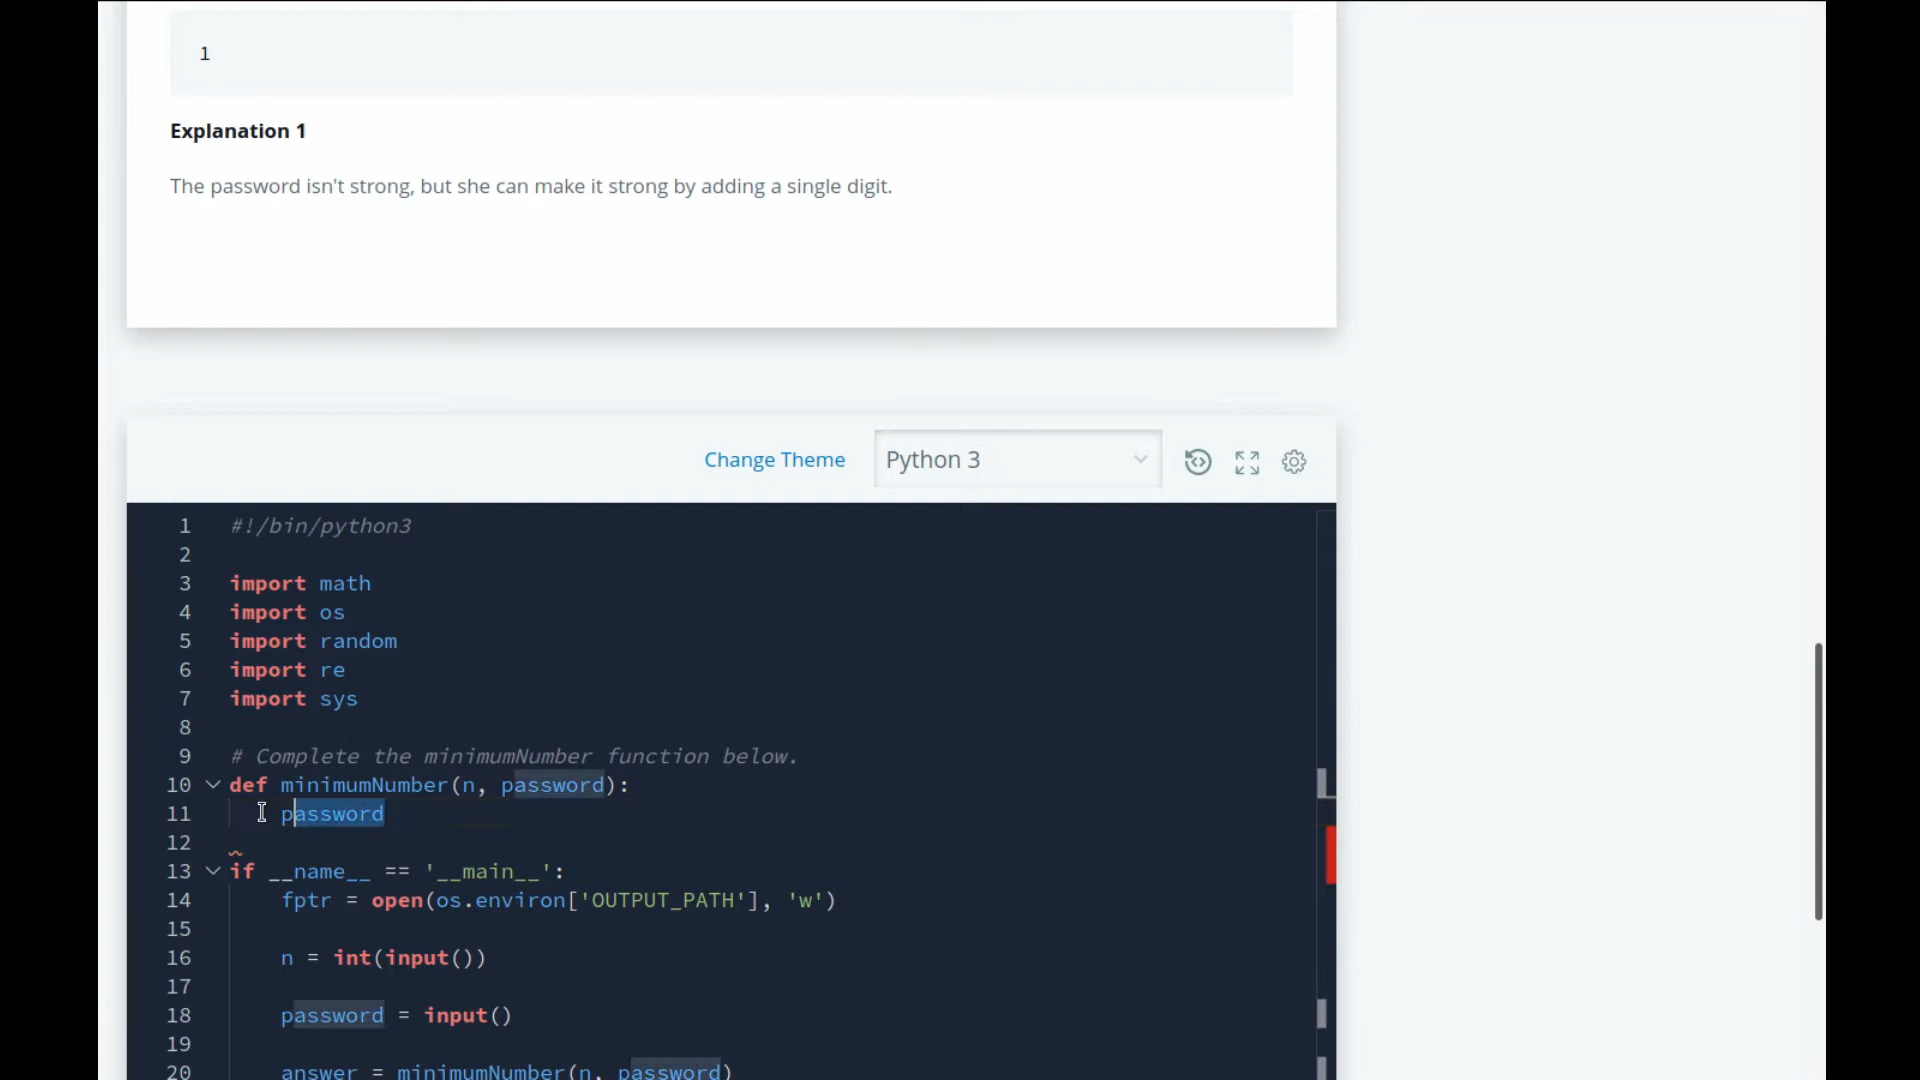 1
Explanation 1
The password isn't strong, but she can make it strong by adding a single digit.
Change Theme Python 3
1 #!/bin/python3
2
3 import math
4 import os
5 import random
6 import re
7 import sys
8
9 # Complete the minimumNumber function below.
10 def minimumNumber(n, password):
11 password
12
13 if __name__ == '__main__':
14 fptr = open(os.environ['OUTPUT_PATH'], 'w')
15
16 n = int(input())
17
18 password = input()
19
20 answer = minimumNumber(n, password)